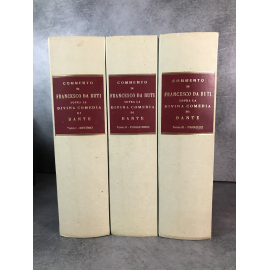 COMMENTO
DI
FRANCESCO DA BUTI
SOPRA LA
DIVINA COMEDIA
DI
DANTE
COMMENTO
DI
FRANCESCO DA BUTI
SOPRA LA
DIVINA COMEDIA
DI
DANTE
COMMENTO
DI
FRANCESCO DA BUTI
SOPRA LA
DIVINA COMEDIA
DI
DANTE